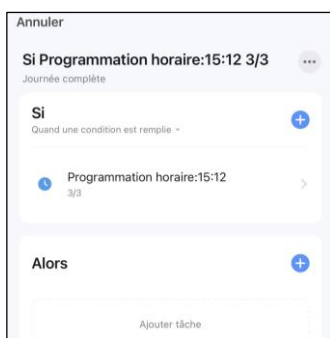 Annuler
Si Programmation horaire:15:12 3/3
Journée complète
Si
Quand une condition est remplie
Programmation horaire:15:12
3/3
Alors
Ajouter tâche